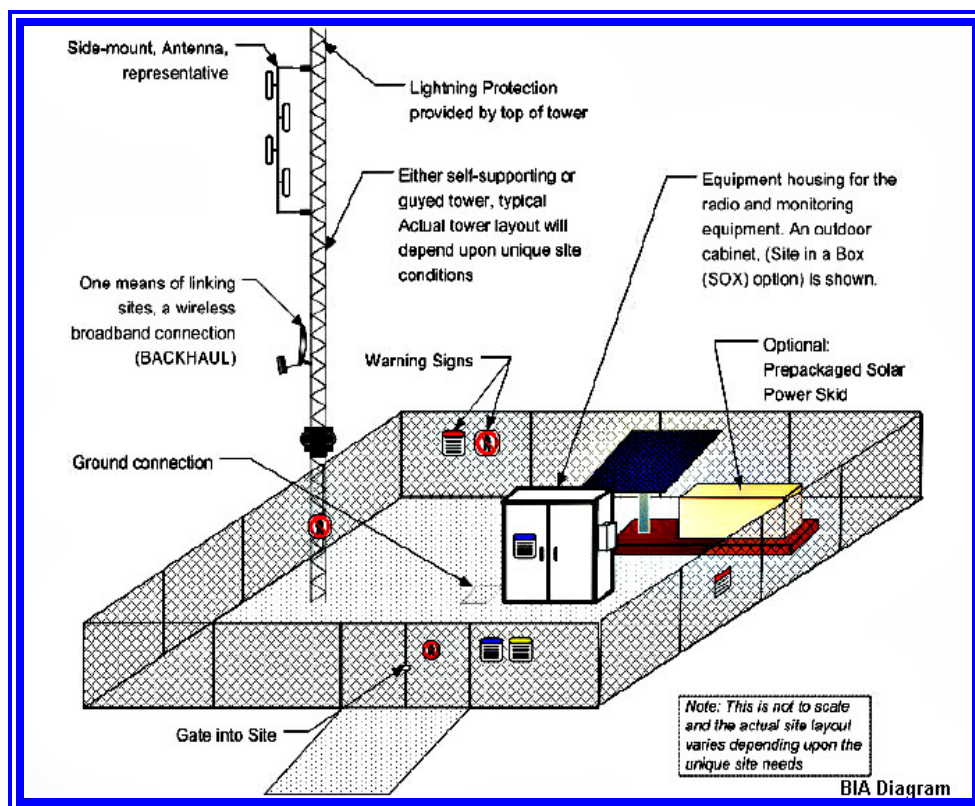 Side-mount, Antenna,
representative
Lightning Protection
provided by top of tower
Either self-supporting or
guyed tower, typical
Actual tower layout will
depend upon unique site
conditions
Equipment housing for the
radio and monitoring
equipment. An outdoor
cabinet, (Site in a Box
(SOX) option) is shown.
One means of linking
sites, a wireless
broadband connection
(BACKHAUL)
Warning Signs
Optional:
Prepackaged Solar
Power Skid
Ground connection
Gate into Site
Note: This is not to scale
and the actual site layout
varies depending upon the
unique site needs
BIA Diagram